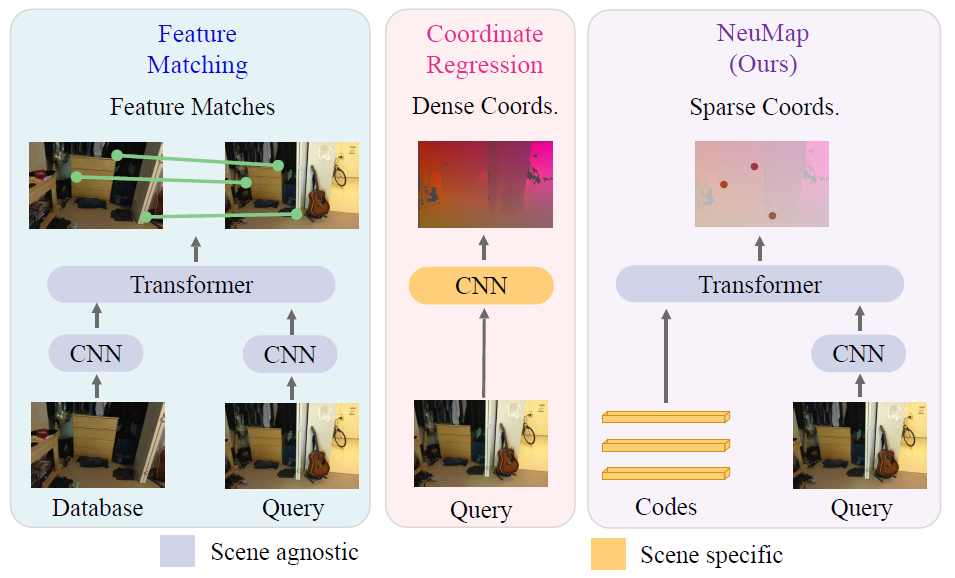 Feature
Matching
Feature Matches
Transformer
CNN
CNN
Database
Query
Coordinate
Regression
Dense Coords.
CNN
Query
NeuMap
(Ours)
Sparse Coords.
Transformer
CNN
Codes
Query
Scene agnostic
Scene specific